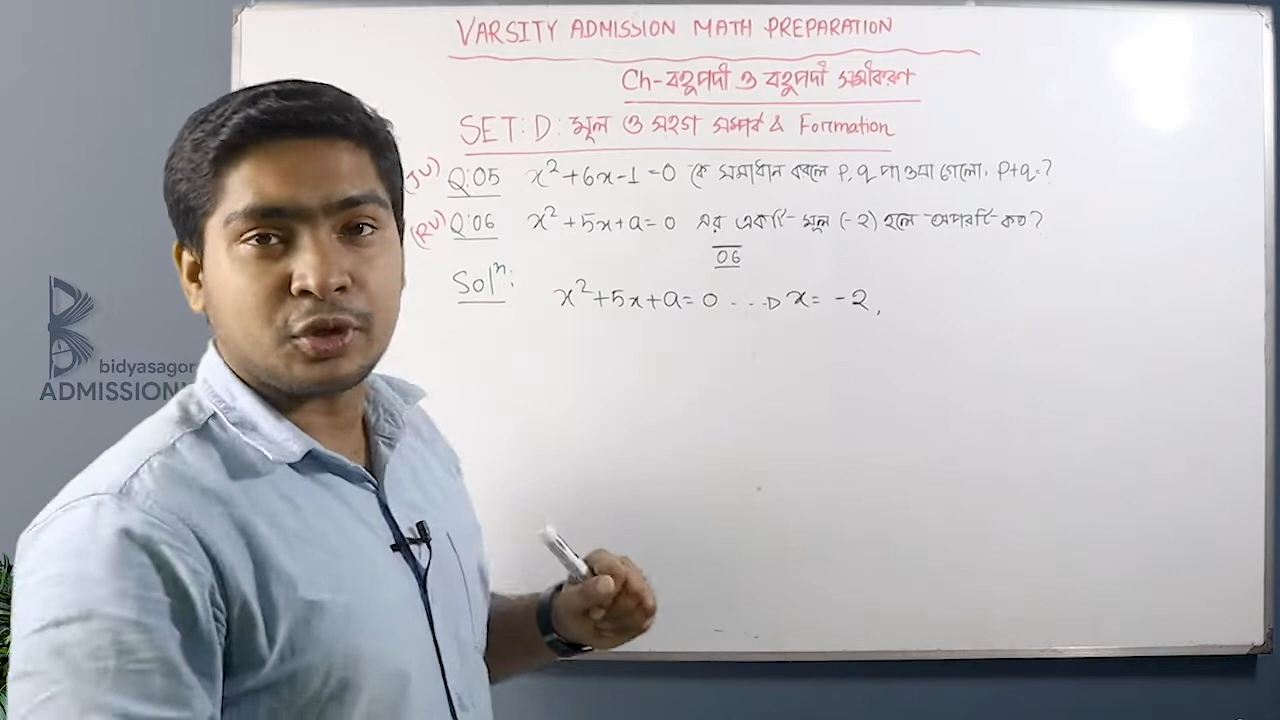 VARSITY ADMISSION MATH PREPARATION
Ch-বহুপদী ও বহুপদী সমীকরণ
SET: D: মূল ও সহগ সম্পর্ক & Formation
(JU) Q:05 x²+6x-1=0 কে সমাধান করলে P,q পাওয়া গেলো, P+q=?
(RU) Q:06 x²+5x+a=0 এর একটি মূল (-2) হলে অপরটি কত?
06
Solⁿ: x²+5x+a=0 --- x= -2,
bidyasagor
ADMISSION